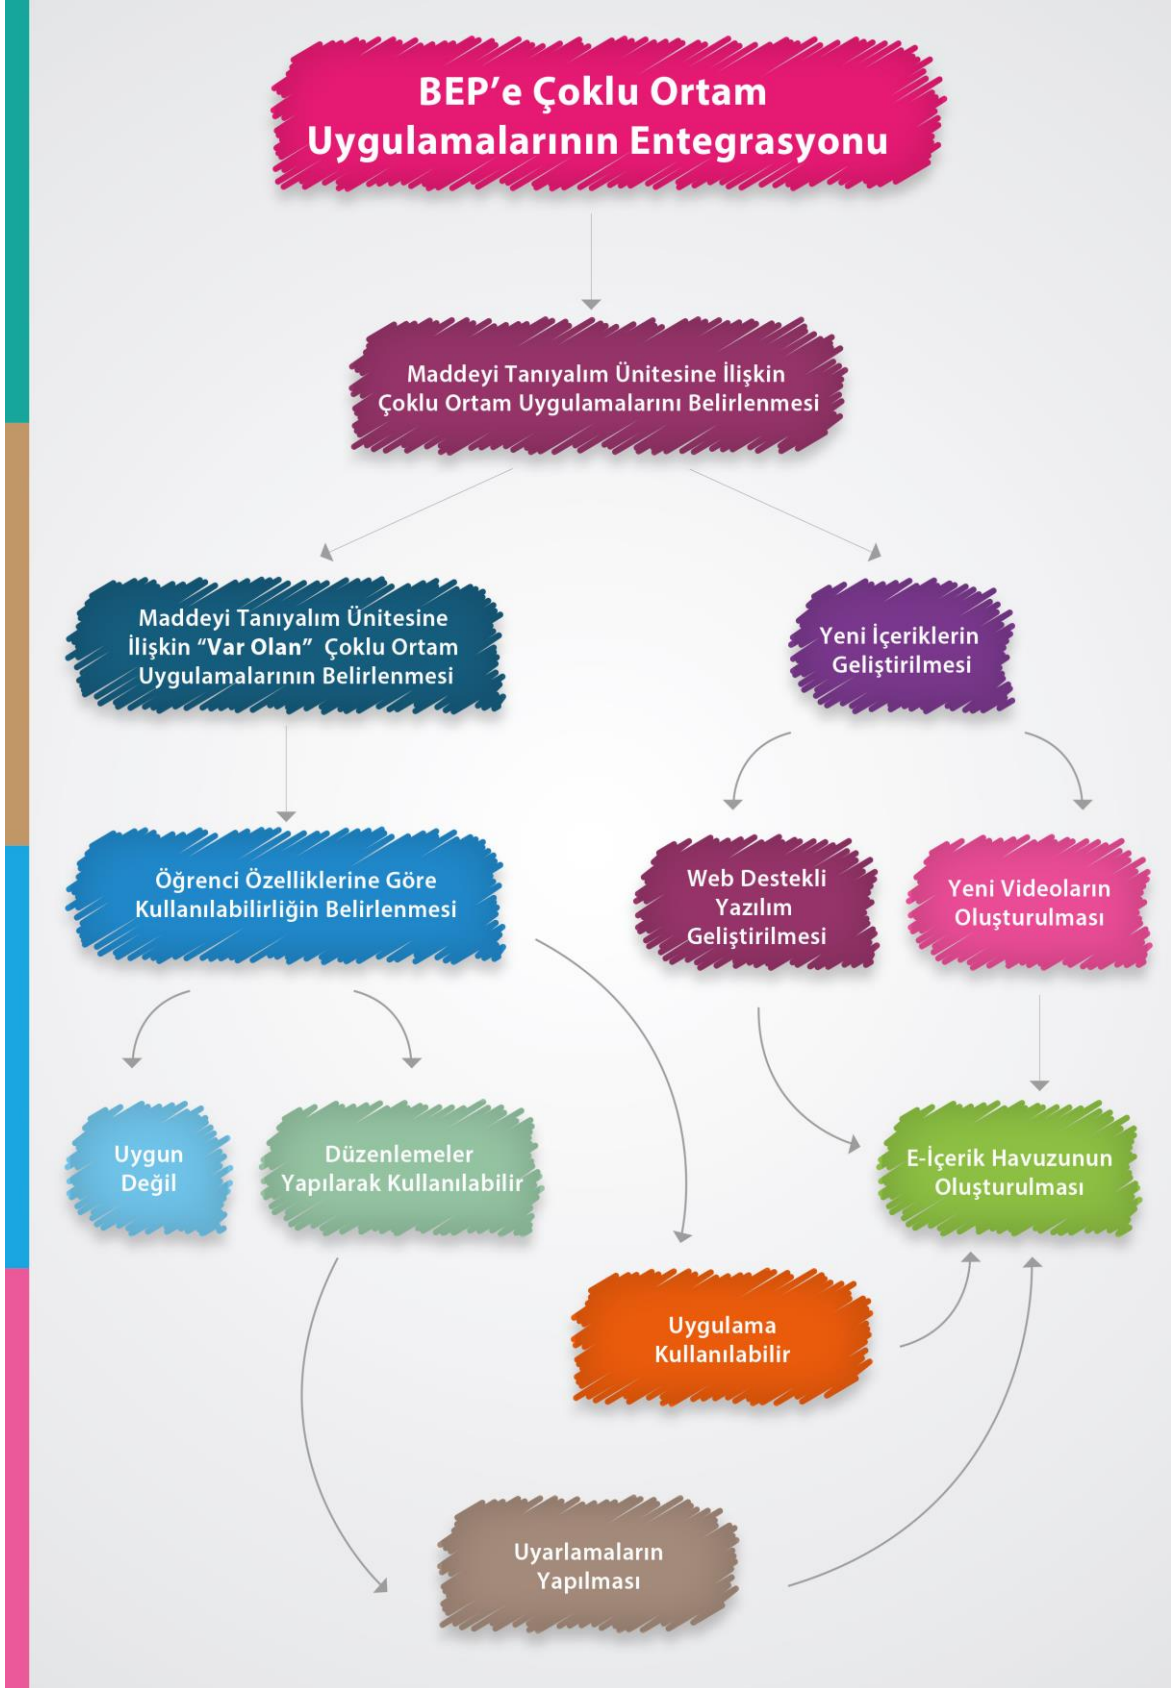 BEP’e Çoklu Ortam
Uygulamalarının Entegrasyonu
Maddeyi Tanıyalım Ünitesine İlişkin
Çoklu Ortam Uygulamalarını Belirlenmesi
Maddeyi Tanıyalım Ünitesine
İlişkin “Var Olan” Çoklu Ortam
Uygulamalarının Belirlenmesi
Yeni İçeriklerin
Geliştirilmesi
Öğrenci Özelliklerine Göre
Kullanılabilirliğin Belirlenmesi
Web Destekli
Yazılım
Geliştirilmesi
Yeni Videoların
Oluşturulması
Uygun
Değil
Düzenlemeler
Yapılarak Kullanılabilir
E-İçerik Havuzunun
Oluşturulması
Uygulama
Kullanılabilir
Uyarlamaların
Yapılması